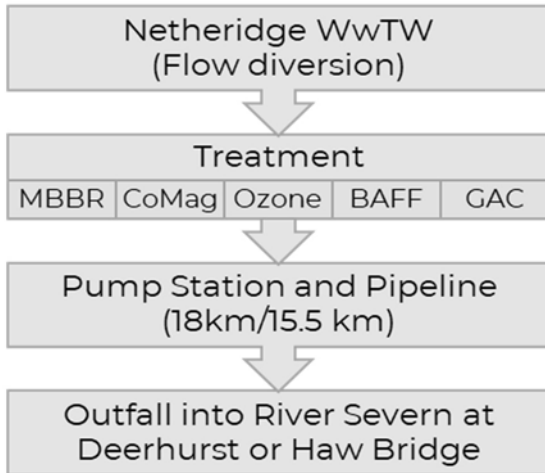 Netheridge WwTW
(Flow diversion)
Treatment
MBBR CoMag Ozone BAFF GAC
Pump Station and Pipeline
(18km/15.5 km)
Outfall into River Severn at
Deerhurst or Haw Bridge